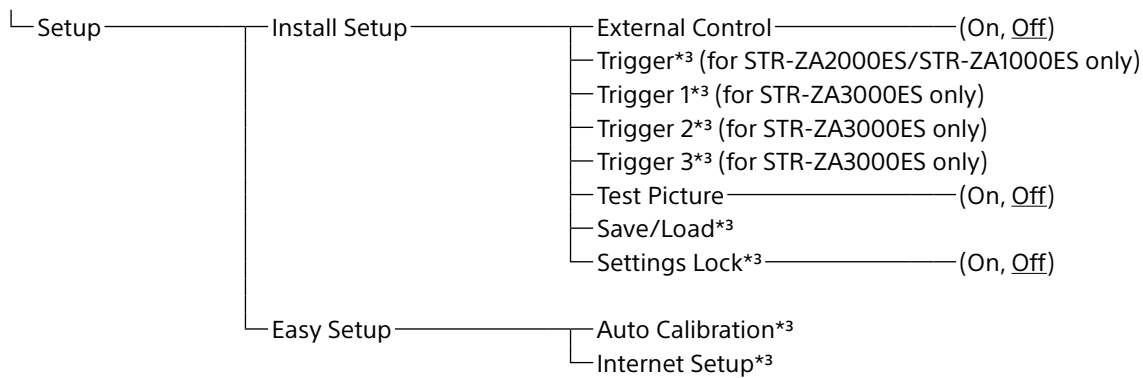 Setup Install Setup External Control (On, Off)
Trigger*³ (for STR-ZA2000ES/STR-ZA1000ES only)
Trigger 1*³ (for STR-ZA3000ES only)
Trigger 2*³ (for STR-ZA3000ES only)
Trigger 3*³ (for STR-ZA3000ES only)
Test Picture (On, Off)
Save/Load*³
Settings Lock*³ (On, Off)
Easy Setup Auto Calibration*³
Internet Setup*³